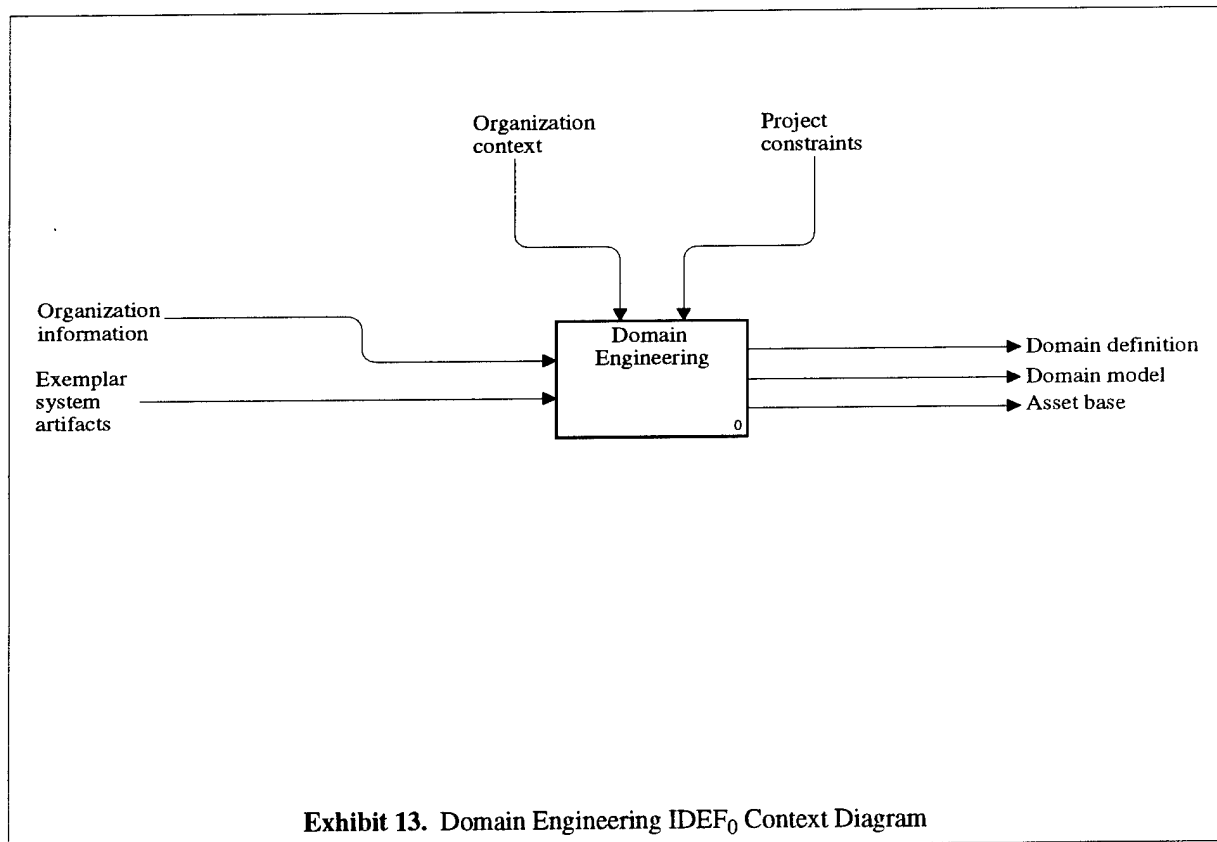 Organization
context
Project
constraints
Organization
information
Exemplar
system
artifacts
Domain
Engineering
0
Domain definition
Domain model
Asset base
Exhibit 13. Domain Engineering IDEF0 Context Diagram